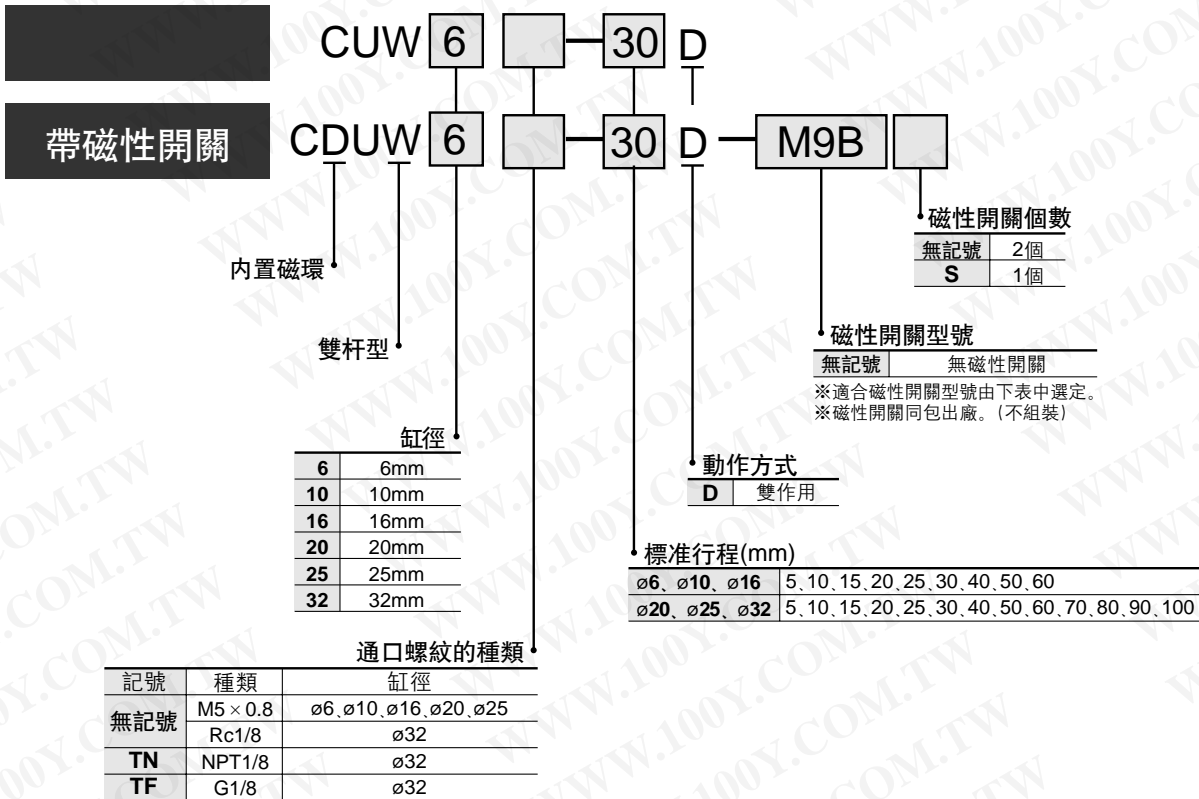 CUW 6 - 30 D
帶磁性開關
CDUW 6 - 30 D - M9B
磁性開關個數
無記號 2個
S 1個
内置磁環
雙杆型
磁性開關型號
無記號 無磁性開關
※適合磁性開關型號由下表中選定。
※磁性開關同包出廠。(不組裝)
缸徑
6 6mm
10 10mm
16 16mm
20 20mm
25 25mm
32 32mm
動作方式
D 雙作用
標准行程(mm)
ø6、ø10、ø16 5、10、15、20、25、30、40、50、60
ø20、ø25、ø32 5、10、15、20、25、30、40、50、60、70、80、90、100
通口螺紋的種類
記號 種類 缸徑
無記號 M5×0.8 ø6、ø10、ø16、ø20、ø25
Rc1/8 ø32
TN NPT1/8 ø32
TF G1/8 ø32
WWW.100Y.COM.TW